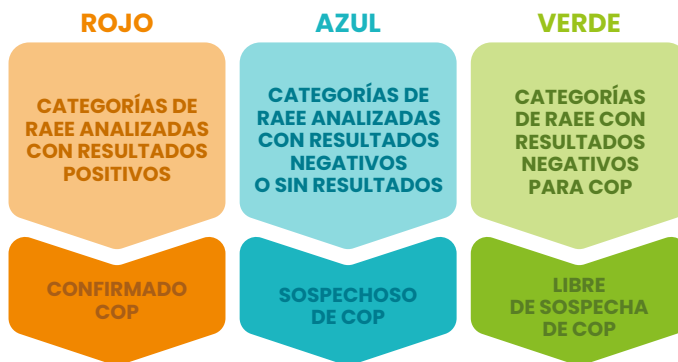 ROJO
CATEGORÍAS DE
RAEE ANALIZADAS
CON RESULTADOS
POSITIVOS
CONFIRMADO
COP
AZUL
CATEGORÍAS DE
RAEE ANALIZADAS
CON RESULTADOS
NEGATIVOS
O SIN RESULTADOS
SOSPECHOSO
DE COP
VERDE
CATEGORÍAS
DE RAEE CON
RESULTADOS
NEGATIVOS
PARA COP
LIBRE
DE SOSPECHA
DE COP